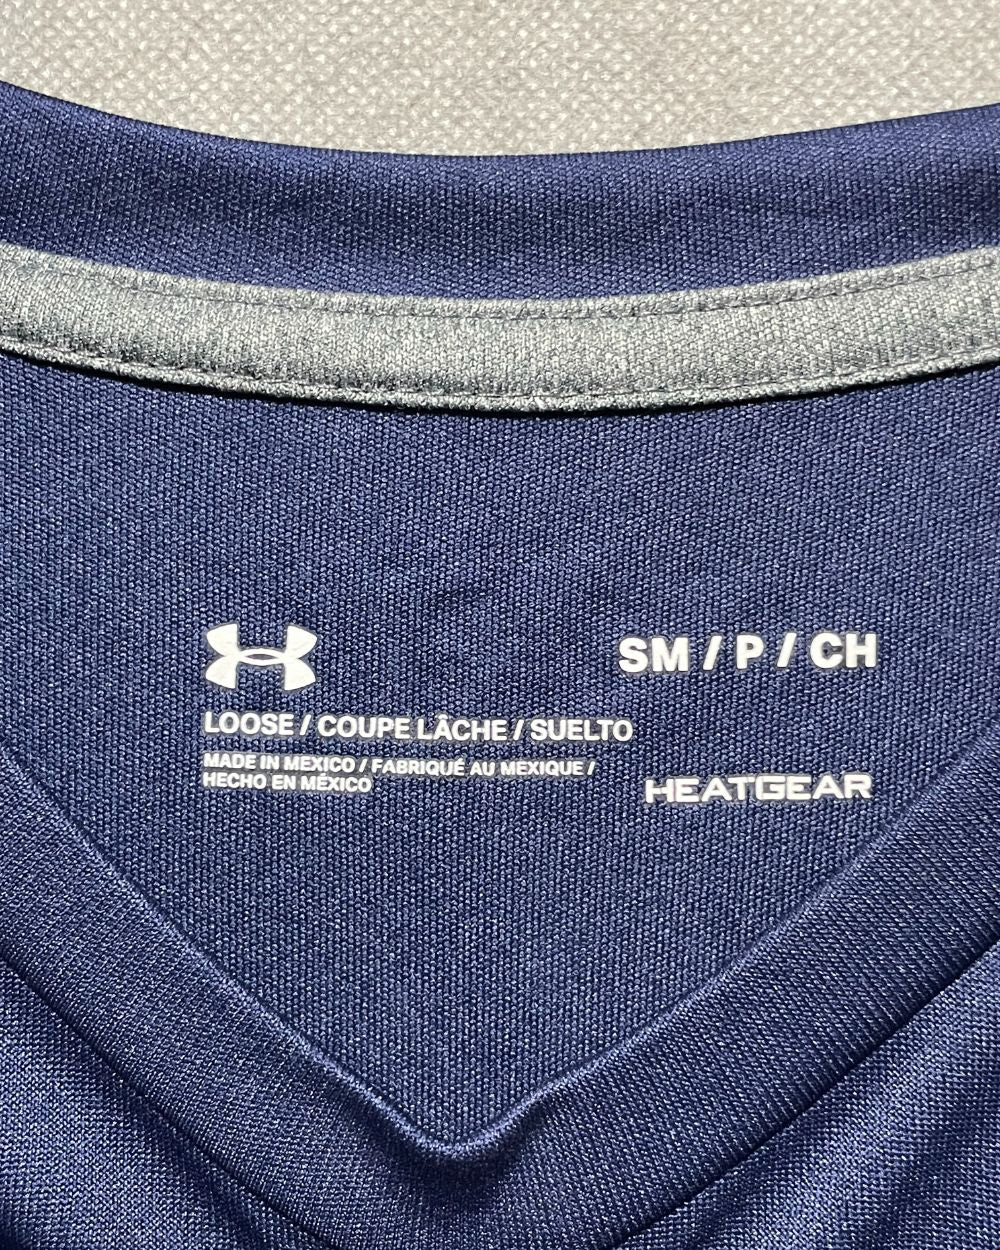 SM / P / CH
LOOSE / COUPE LÂCHE / SUELTO
MADE IN MEXICO / FABRIQUÉ AU MEXIQUE /
HECHO EN MÉXICO
HEATGEAR